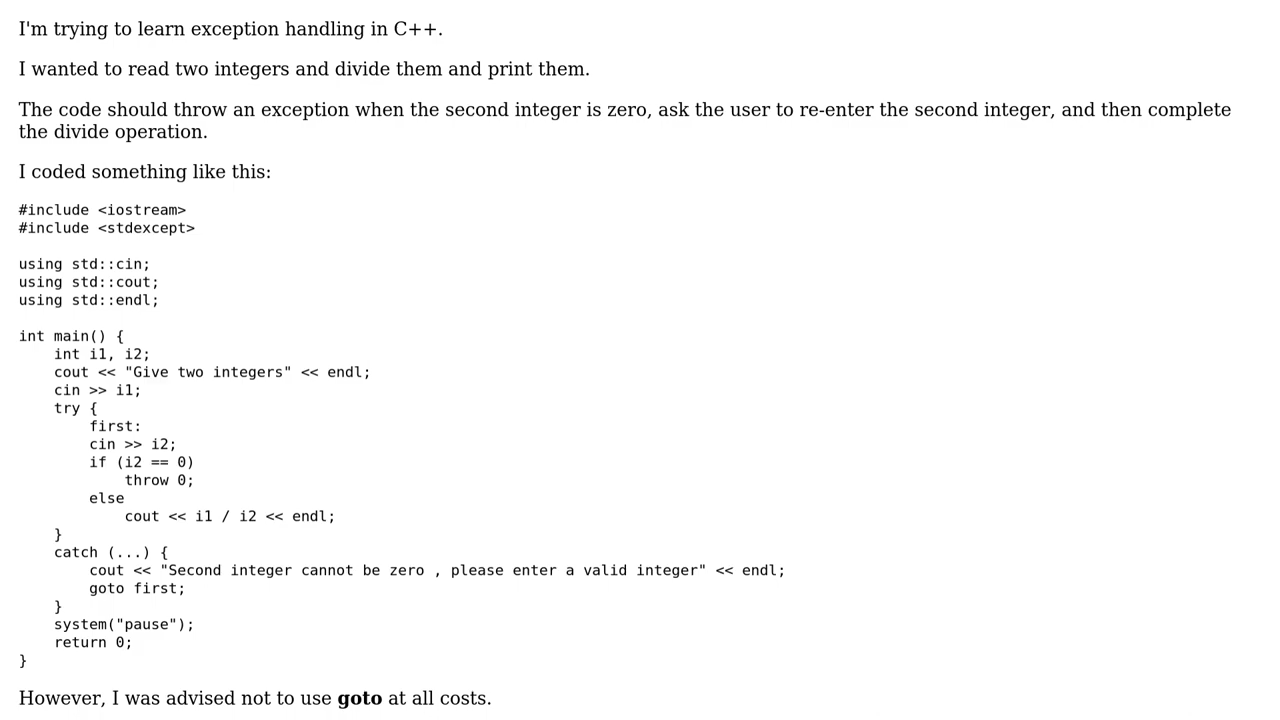 I'm trying to learn exception handling in C++.
I wanted to read two integers and divide them and print them.
The code should throw an exception when the second integer is zero, ask the user to re-enter the second integer, and then complete
the divide operation.
I coded something like this:
#include <iostream>
#include <stdexcept>
using std::cin;
using std::cout;
using std::endl;
int main() {
    int i1, i2;
    cout << "Give two integers" << endl;
    cin >> i1;
    try {
        first:
        cin >> i2;
        if (i2 == 0)
            throw 0;
        else
            cout << i1 / i2 << endl;
    }
    catch (...) {
        cout << "Second integer cannot be zero , please enter a valid integer" << endl;
        goto first;
    }
    system("pause");
    return 0;
}
However, I was advised not to use goto at all costs.